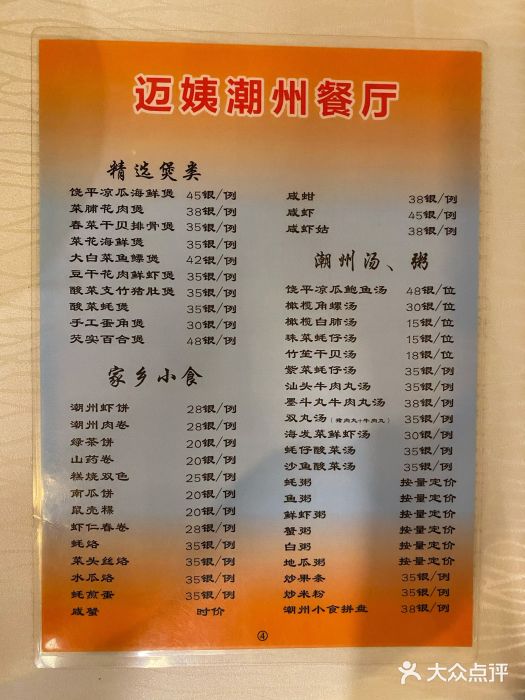 迈姨潮州餐厅
精选煲类
饶平凉瓜海鲜煲 45银/例
菜脯花肉煲 38银/例
春菜干贝排骨煲 35银/例
菜花海鲜煲 35银/例
大白菜鱼螺煲 42银/例
豆干花肉鲜虾煲 35银/例
酸菜支竹猪肚煲 35银/例
酸菜蚝煲 35银/例
手工蛋角煲 30银/例
芡实百合煲 48银/例
家乡小食
潮州虾饼 28银/例
潮州肉卷 28银/例
绿茶饼 20银/例
山药卷 20银/例
糕烧双色 25银/例
南瓜饼 20银/例
鼠壳粿 20银/例
虾仁春卷 28银/例
蚝烙 35银/例
菜头丝烙 35银/例
水瓜烙 35银/例
蚝煎蛋 35银/例
咸蟹 时价
咸蚶 38银/例
咸虾 45银/例
咸虾姑 38银/例
潮州汤、粥
饶平凉瓜鲍鱼汤 48银/位
橄榄角螺汤 30银/位
橄榄白肺汤 15银/位
珠菜蚝仔汤 15银/位
竹笙干贝汤 18银/位
紫菜蚝仔汤 35银/例
汕头牛肉丸汤 35银/例
墨斗丸牛肉丸汤 38银/例
双丸汤（猪肉丸+牛肉丸） 35银/例
海发菜鲜虾汤 30银/例
蚝仔酸菜汤 35银/例
沙鱼酸菜汤 35银/例
蚝粥 按量定价
鱼粥 按量定价
鲜虾粥 按量定价
蟹粥 按量定价
白粥 按量定价
地瓜粥 按量定价
炒果条 35银/例
炒米粉 35银/例
潮州小食拼盘 38银/例
④
大众点评